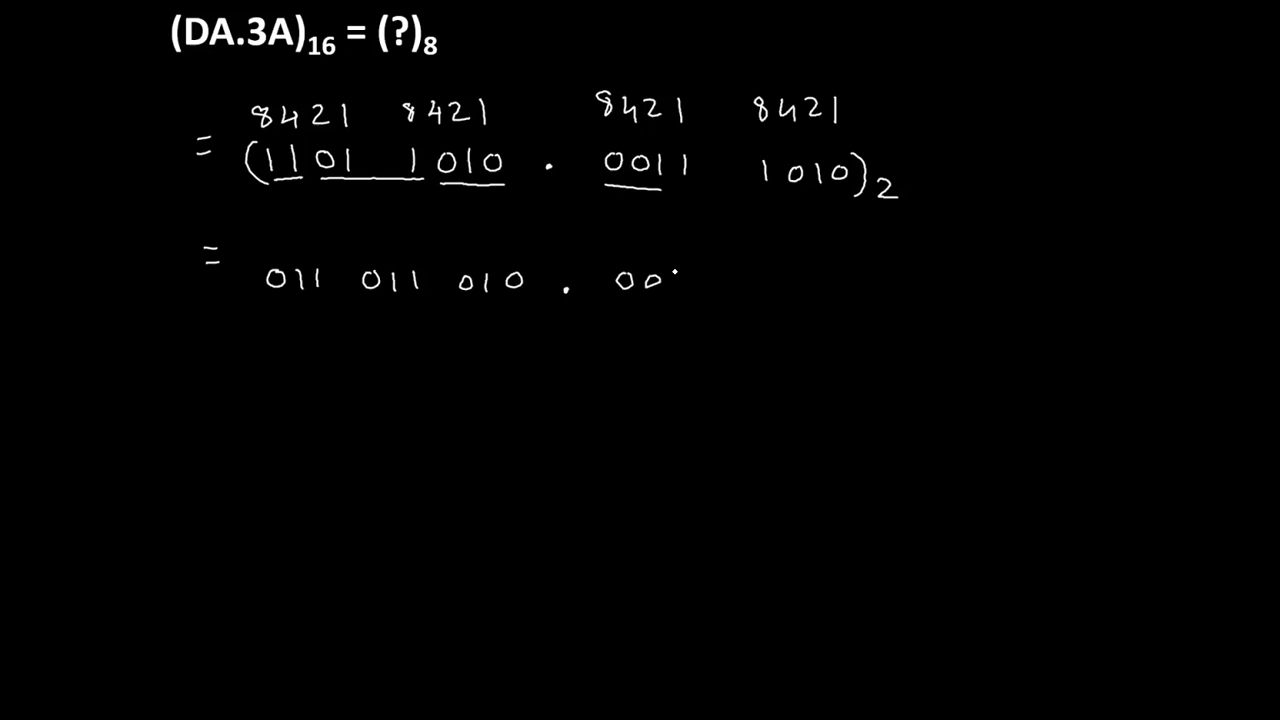 (DA.3A)16 = (?)8
8421 8421 8421 8421
= (1101 1010 . 0011 1010)2
= 011 011 010 . 00